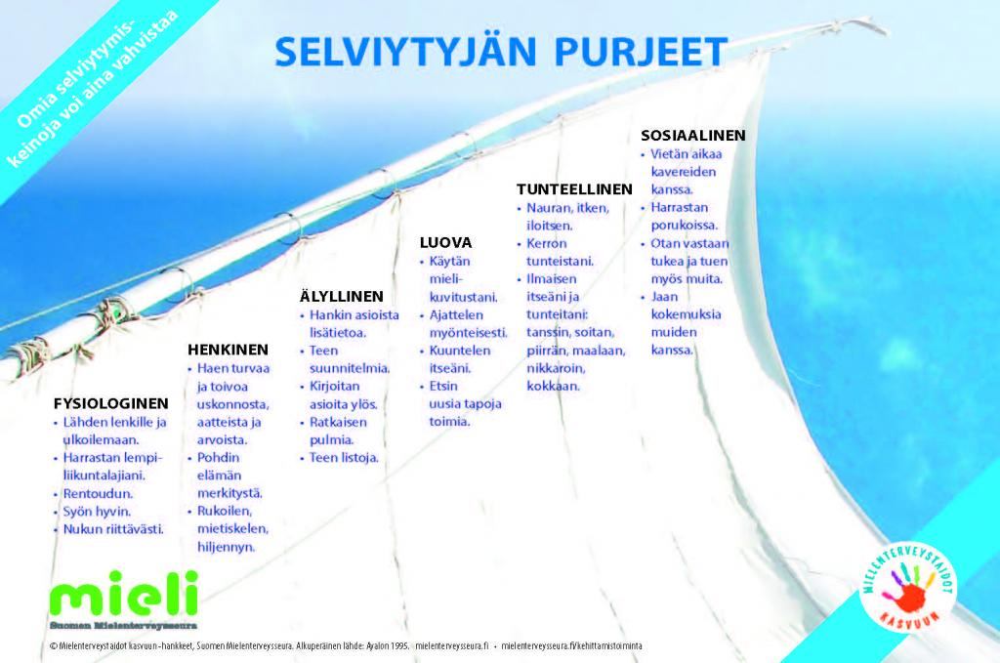 Omia selviytymis-
keinoja voi aina vahvistaa
SELVIYTYJÄN PURJEET
FYSIOLOGINEN
• Lähden lenkille ja
ulkoilemaan.
• Harrastan lempi-
liikuntalajiani.
• Rentoudun.
• Syön hyvin.
• Nukun riittävästi.
HENKINEN
• Haen turvaa
ja toivoa
uskonnosta,
aatteista ja
arvoista.
• Pohdin
elämän
merkitystä.
• Rukoilen,
mietiskelen,
hiljennyn.
ÄLYLLINEN
• Hankin asioista
lisätietoa.
• Teen
suunnitelmia.
• Kirjoitan
asioita ylös.
• Ratkaisen
pulmia.
• Teen listoja.
LUOVA
• Käytän
mieli-
kuvitustani.
• Ajattelen
myönteisesti.
• Kuuntelen
itseäni.
• Etsin
uusia tapoja
toimia.
TUNTEELLINEN
• Nauran, itken,
iloitsen.
• Kerron
tunteistani.
• Ilmaisen
itseäni ja
tunteitani:
tanssin, soitan,
piirrän, maalaan,
nikkaroin,
kokkaan.
SOSIAALINEN
• Vietän aikaa
kavereiden
kanssa.
• Harrastan
porukoissa.
• Otan vastaan
tukea ja tuen
myös muita.
• Jaan
kokemuksia
muiden
kanssa.
mieli
Suomen Mielenterveysseura
MIELENTERVEYSTAIDOT
KASVUUN
© Mielenterveystaidot kasvuun -hankkeet, Suomen Mielenterveysseura. Alkuperäinen lähde: Ayalon 1995. mielenterveysseura.fi • mielenterveysseura.fi/kehittamistoiminta